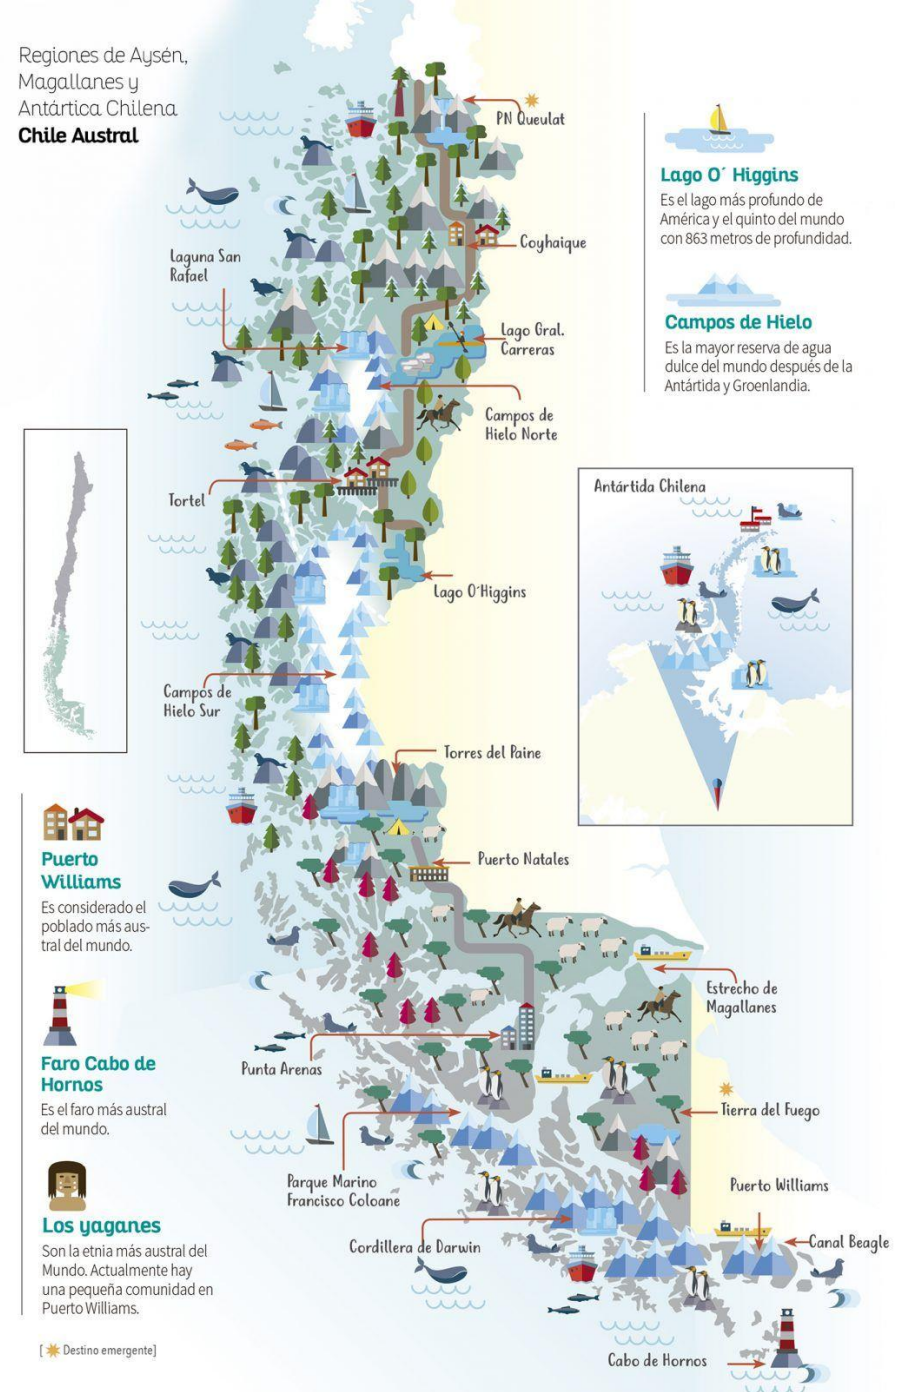 Regiones de Aysén,
Magallanes y
Antártica Chilena
Chile Austral
PN Queulat
Coyhaique
Laguna San
Rafael
Lago Gral.
Carreras
Campos de
Hielo Norte
Tortel
Lago O´Higgins
Campos de
Hielo Sur
Torres del Paine
Puerto Natales
Estrecho de
Magallanes
Punta Arenas
Tierra del Fuego
Parque Marino
Francisco Coloane
Puerto Williams
Cordillera de Darwin
Canal Beagle
Cabo de Hornos
Lago O´ Higgins
Es el lago más profundo de
América y el quinto del mundo
con 863 metros de profundidad.
Campos de Hielo
Es la mayor reserva de agua
dulce del mundo después de la
Antártida y Groenlandia.
Antártida Chilena
Puerto
Williams
Es considerado el
poblado más aus-
tral del mundo.
Faro Cabo de
Hornos
Es el faro más austral
del mundo.
Los yaganes
Son la etnia más austral del
Mundo. Actualmente hay
una pequeña comunidad en
Puerto Williams.
[ Destino emergente]